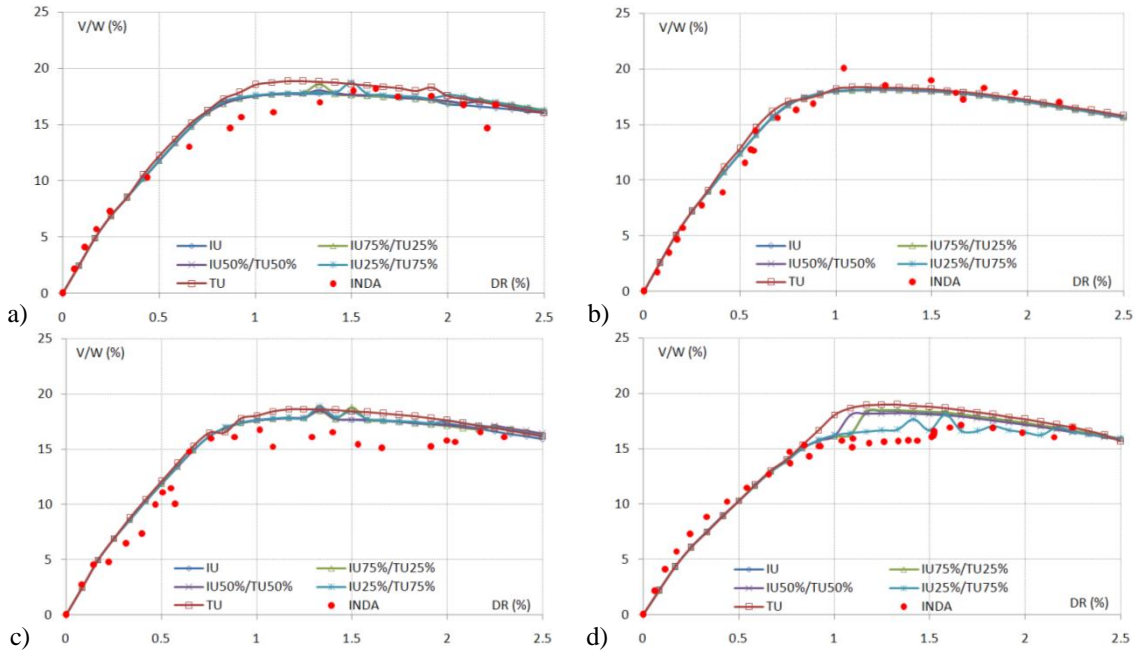 V/W (%)
25
20
15
10
5
0
IU
IU75%/TU25%
IU50%/TU50%
IU25%/TU75%
TU
INDA
DR (%)
0
0.5
1
1.5
2
2.5
a)
V/W (%)
25
20
15
10
5
0
IU
IU75%/TU25%
IU50%/TU50%
IU25%/TU75%
TU
INDA
DR (%)
0
0.5
1
1.5
2
2.5
b)
V/W (%)
25
20
15
10
5
0
IU
IU75%/TU25%
IU50%/TU50%
IU25%/TU75%
TU
INDA
DR (%)
0
0.5
1
1.5
2
2.5
c)
V/W (%)
25
20
15
10
5
0
IU
IU75%/TU25%
IU50%/TU50%
IU25%/TU75%
TU
INDA
DR (%)
0
0.5
1
1.5
2
2.5
d)